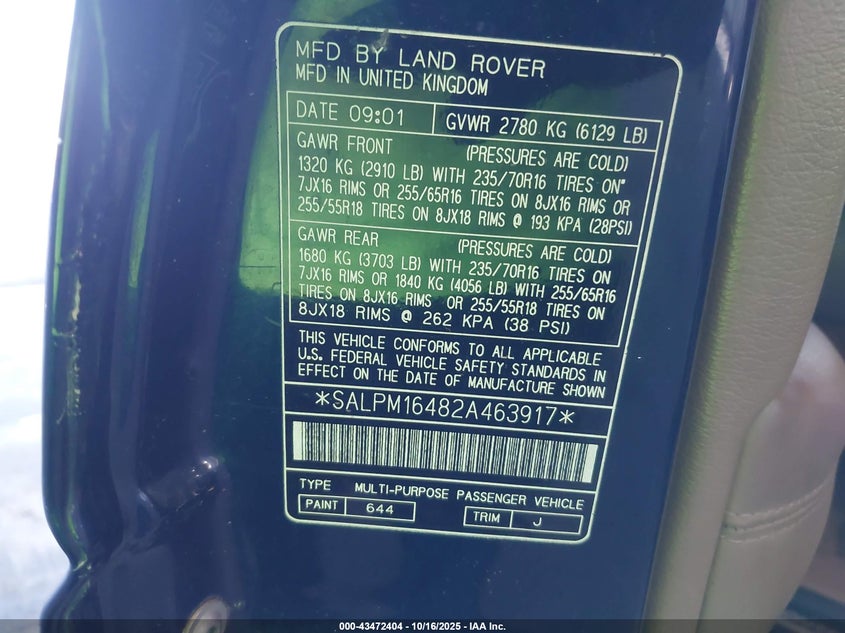 MFD BY LAND ROVER
MFD IN UNITED KINGDOM
DATE 09:01 GVWR 2780 KG (6129 LB)
GAWR FRONT (PRESSURES ARE COLD)
1320 KG (2910 LB) WITH 235/70R16 TIRES ON"
7JX16 RIMS OR 255/65R16 TIRES ON 8JX16 RIMS OR
255/55R18 TIRES ON 8JX18 RIMS @ 193 KPA (28PSI)
GAWR REAR (PRESSURES ARE COLD)
1680 KG (3703 LB) WITH 235/70R16 TIRES ON
7JX16 RIMS OR 1840 KG (4056 LB) WITH 255/65R16
TIRES ON 8JX16 RIMS OR 255/55R18 TIRES ON
8JX18 RIMS @ 262 KPA (38 PSI)
THIS VEHICLE CONFORMS TO ALL APPLICABLE
U.S. FEDERAL VEHICLE SAFETY STANDARDS IN
EFFECT ON THE DATE OF MANUFACTURE SHOWN
*SALPM16482A463917*
TYPE MULTI-PURPOSE PASSENGER VEHICLE
PAINT 644 TRIM J
000-43472404 - 10/16/2025 - IAA Inc.